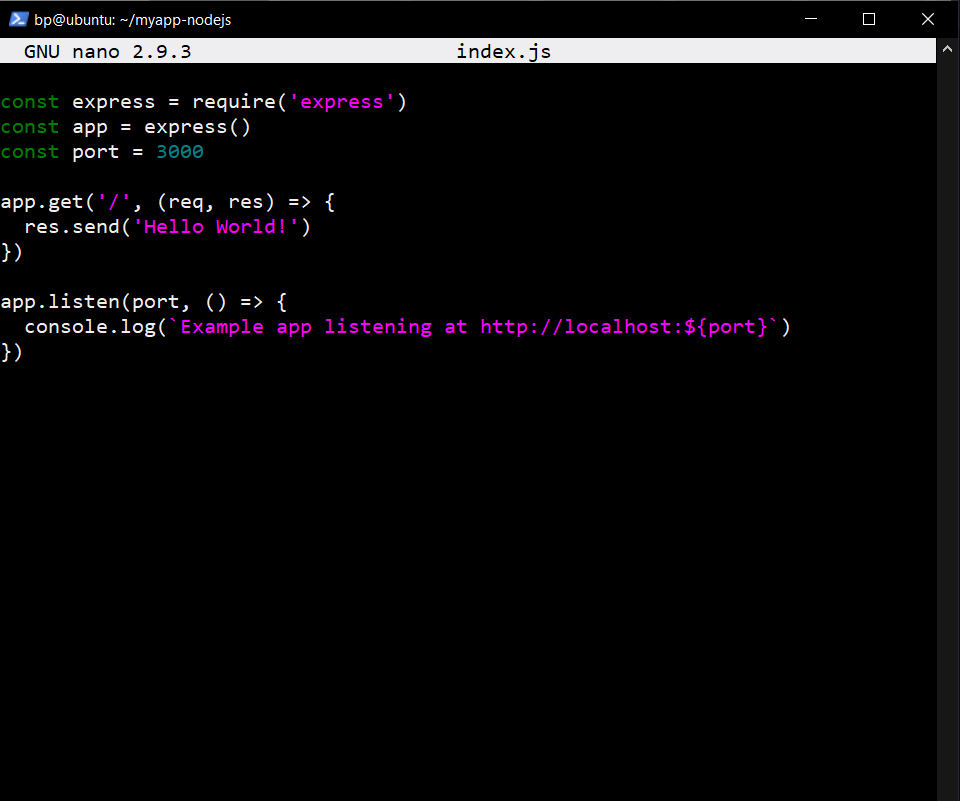 bp@ubuntu: ~/myapp-nodejs
GNU nano 2.9.3 index.js
const express = require('express')
const app = express()
const port = 3000
app.get('/', (req, res) => {
  res.send('Hello World!')
})
app.listen(port, () => {
  console.log(`Example app listening at http://localhost:${port}`)
})